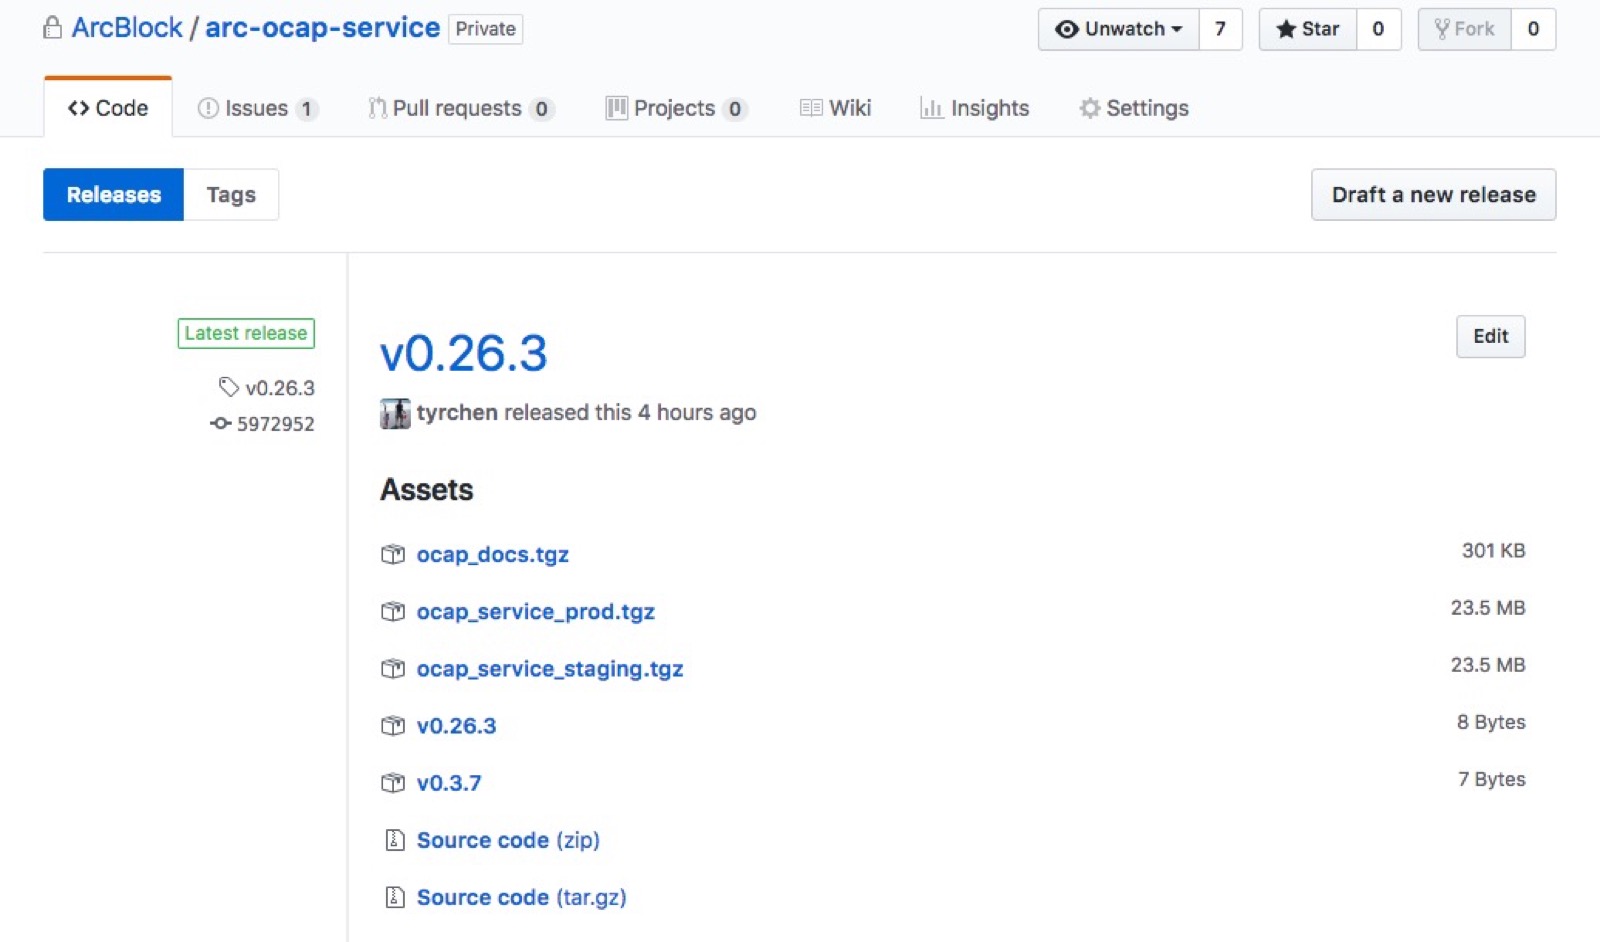 ArcBlock / arc-ocap-service Private Unwatch 7 Star 0 Fork 0
Code Issues 1 Pull requests 0 Projects 0 Wiki Insights Settings
Releases Tags Draft a new release
Latest release
v0.26.3
5972952
v0.26.3 Edit
tyrchen released this 4 hours ago
Assets
ocap_docs.tgz 301 KB
ocap_service_prod.tgz 23.5 MB
ocap_service_staging.tgz 23.5 MB
v0.26.3 8 Bytes
v0.3.7 7 Bytes
Source code (zip)
Source code (tar.gz)